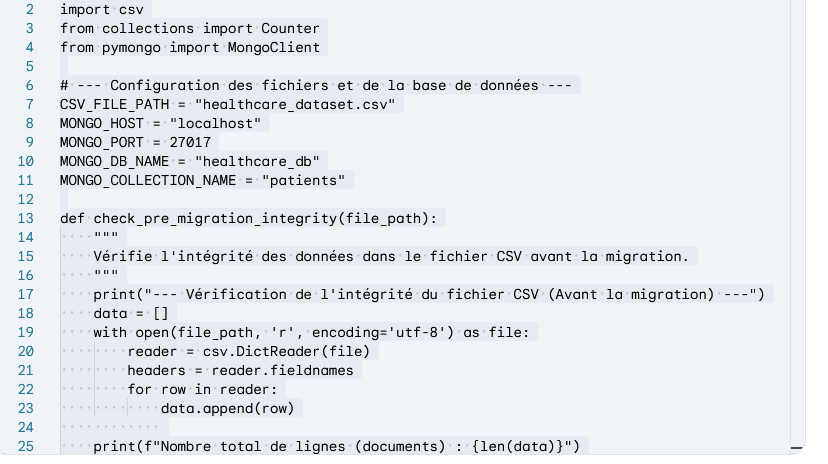 2 import csv
3 from collections import Counter
4 from pymongo import MongoClient
5
6 # --- Configuration des fichiers et de la base de données ---
7 CSV_FILE_PATH = "healthcare_dataset.csv"
8 MONGO_HOST = "localhost"
9 MONGO_PORT = 27017
10 MONGO_DB_NAME = "healthcare_db"
11 MONGO_COLLECTION_NAME = "patients"
12
13 def check_pre_migration_integrity(file_path):
14     """
15     Vérifie l'intégrité des données dans le fichier CSV avant la migration.
16     """
17     print("--- Vérification de l'intégrité du fichier CSV (Avant la migration) ---")
18     data = []
19     with open(file_path, 'r', encoding='utf-8') as file:
20         reader = csv.DictReader(file)
21         headers = reader.fieldnames
22         for row in reader:
23             data.append(row)
24
25     print(f"Nombre total de lignes (documents) : {len(data)}")